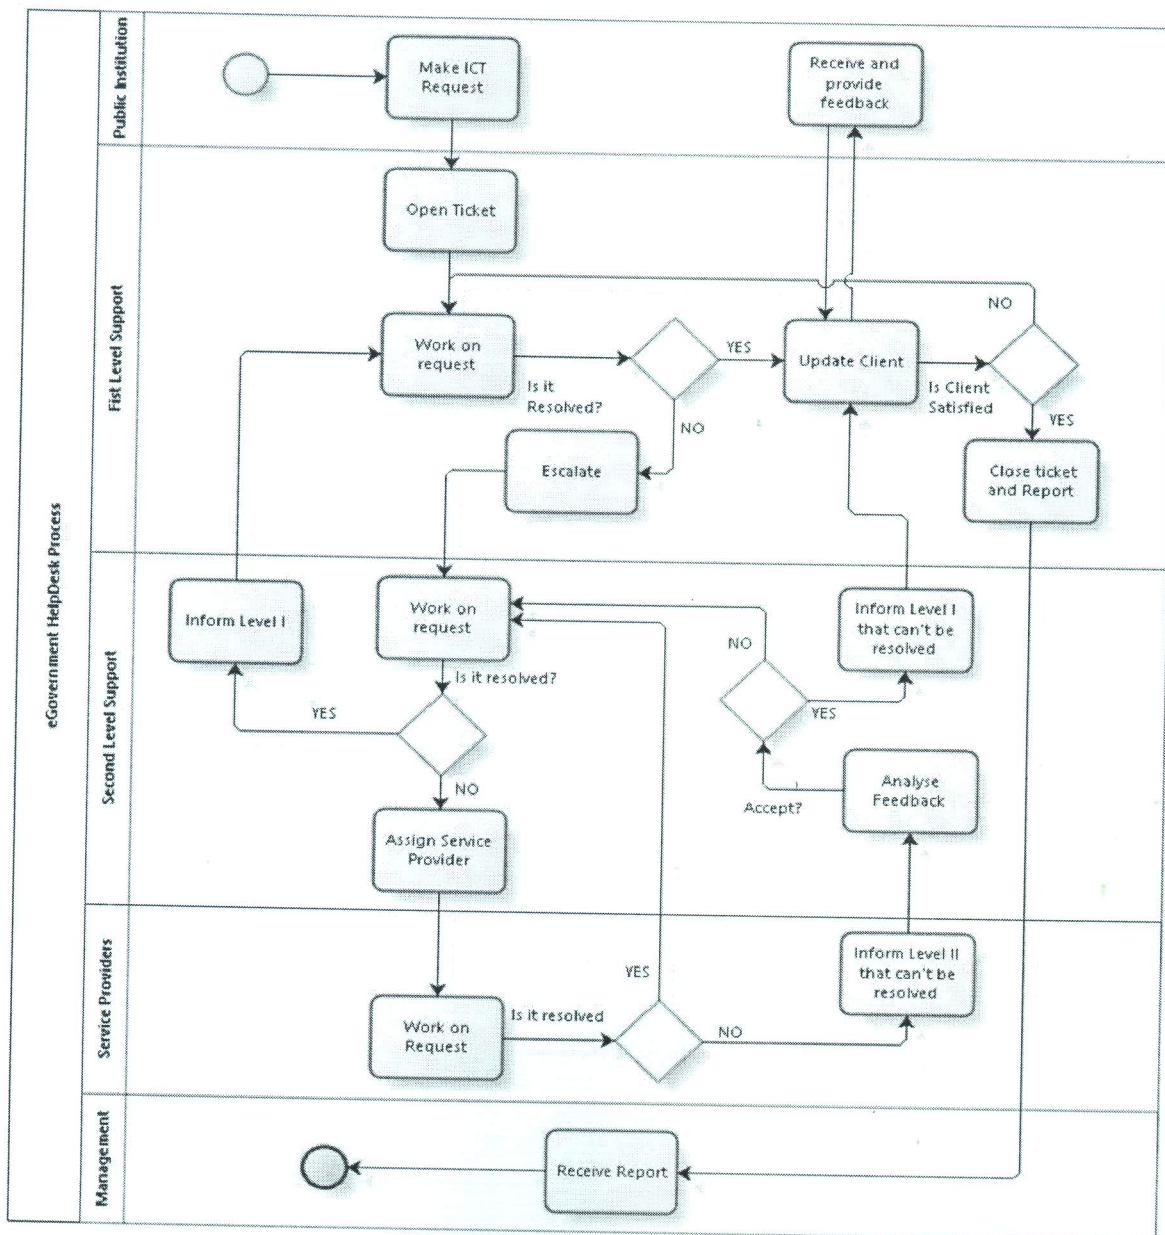 eGovernment HelpDesk Process
Public Institution
Make ICT
Request
Receive and
provide
feedback
Fist Level Support
Open Ticket
NO
Work on
request
Is it
Resolved?
YES
NO
Update Client
Is Client
Satisfied
YES
Escalate
Close ticket
and Report
Second Level Support
Inform Level I
Work on
request
Is it resolved?
YES
NO
Assign Service
Provider
NO
YES
Inform Level I
that can't be
resolved
Accept?
Analyse
Feedback
Service Providers
Work on
Request
Is it resolved
YES
NO
Inform Level II
that can't be
resolved
Management
Receive Report